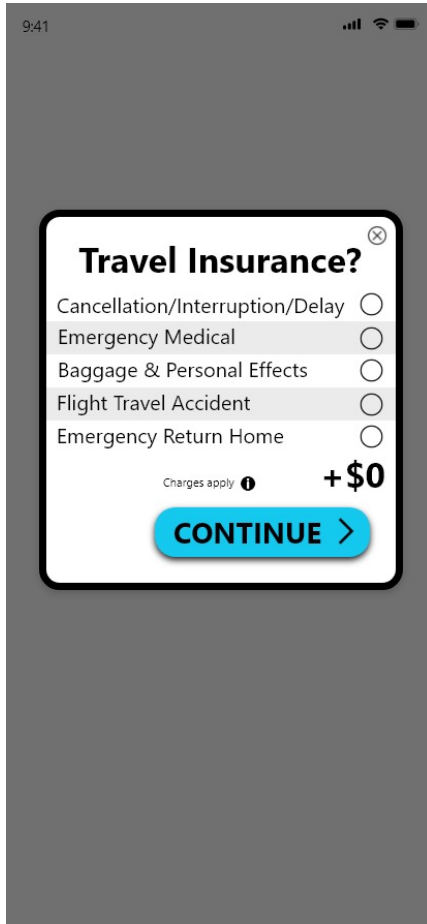 9:41
Travel Insurance?
Cancellation/Interruption/Delay
Emergency Medical
Baggage & Personal Effects
Flight Travel Accident
Emergency Return Home
Charges apply
+$0
CONTINUE